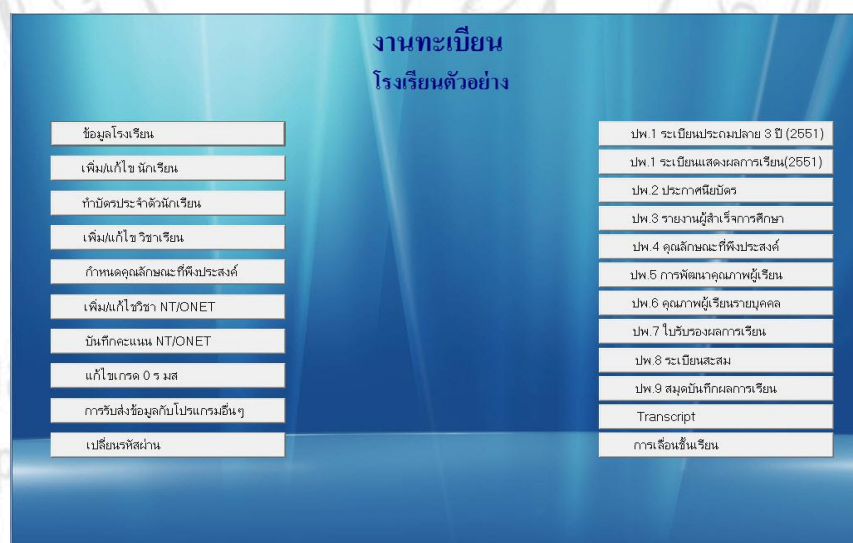 งานทะเบียน
โรงเรียนตัวอย่าง
ข้อมูลโรงเรียน
เพิ่ม/แก้ไข นักเรียน
ทำบัตรประจำตัวนักเรียน
เพิ่ม/แก้ไข วิชาเรียน
กำหนดคุณลักษณะที่พึงประสงค์
เพิ่ม/แก้ไขวิชา NT/ONET
บันทึกคะแนน NT/ONET
แก้ไขเกรด 0 ร มส
การรับส่งข้อมูลกับโปรแกรมอื่นๆ
เปลี่ยนรหัสผ่าน
ปพ.1 ระเบียนประถมปลาย 3 ปี (2551)
ปพ.1 ระเบียนแสดงผลการเรียน(2551)
ปพ.2 ประกาศนียบัตร
ปพ.3 รายงานผู้สำเร็จการศึกษา
ปพ.4 คุณลักษณะที่พึงประสงค์
ปพ.5 การพัฒนาคุณภาพผู้เรียน
ปพ.6 คุณภาพผู้เรียนรายบุคคล
ปพ.7 ใบรับรองผลการเรียน
ปพ.8 ระเบียนสะสม
ปพ.9 สมุดบันทึกผลการเรียน
Transcript
การเลื่อนชั้นเรียน